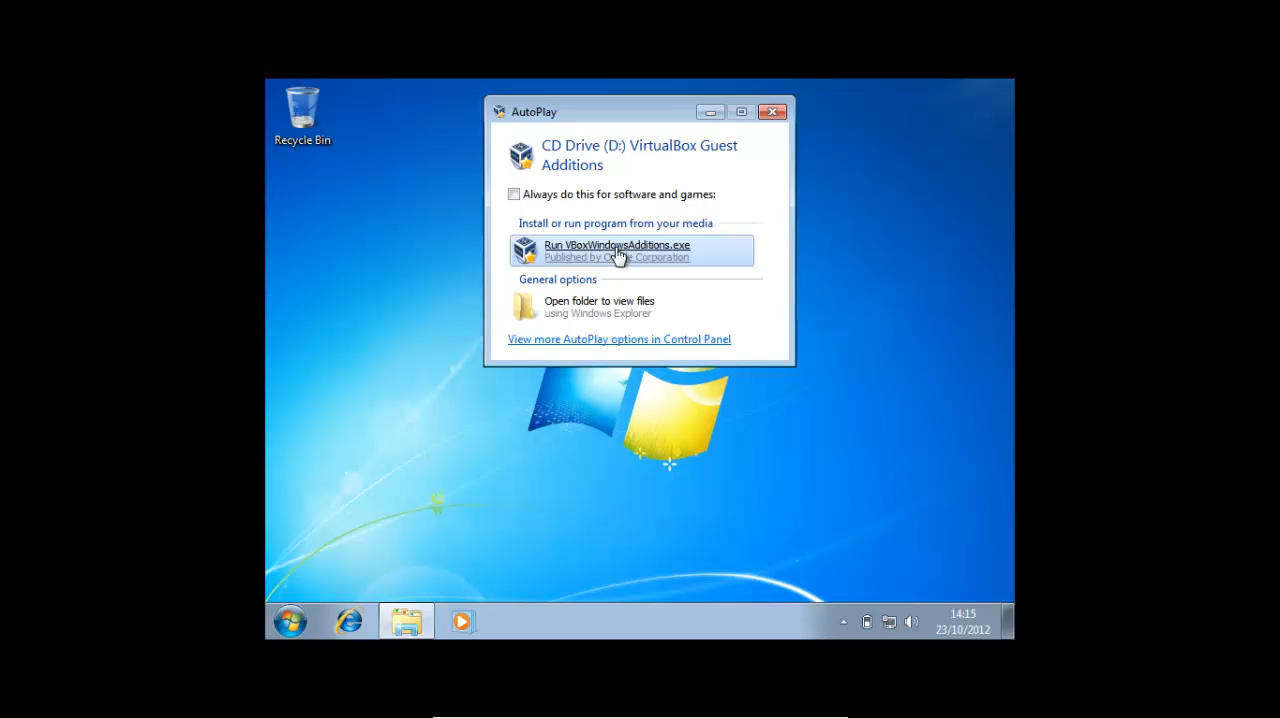 Recycle Bin
AutoPlay
CD Drive (D:) VirtualBox Guest
Additions
Always do this for software and games:
Install or run program from your media
Run VBoxWindowsAdditions.exe
Published by Oracle Corporation
General options
Open folder to view files
using Windows Explorer
View more AutoPlay options in Control Panel
14:15
23/10/2012